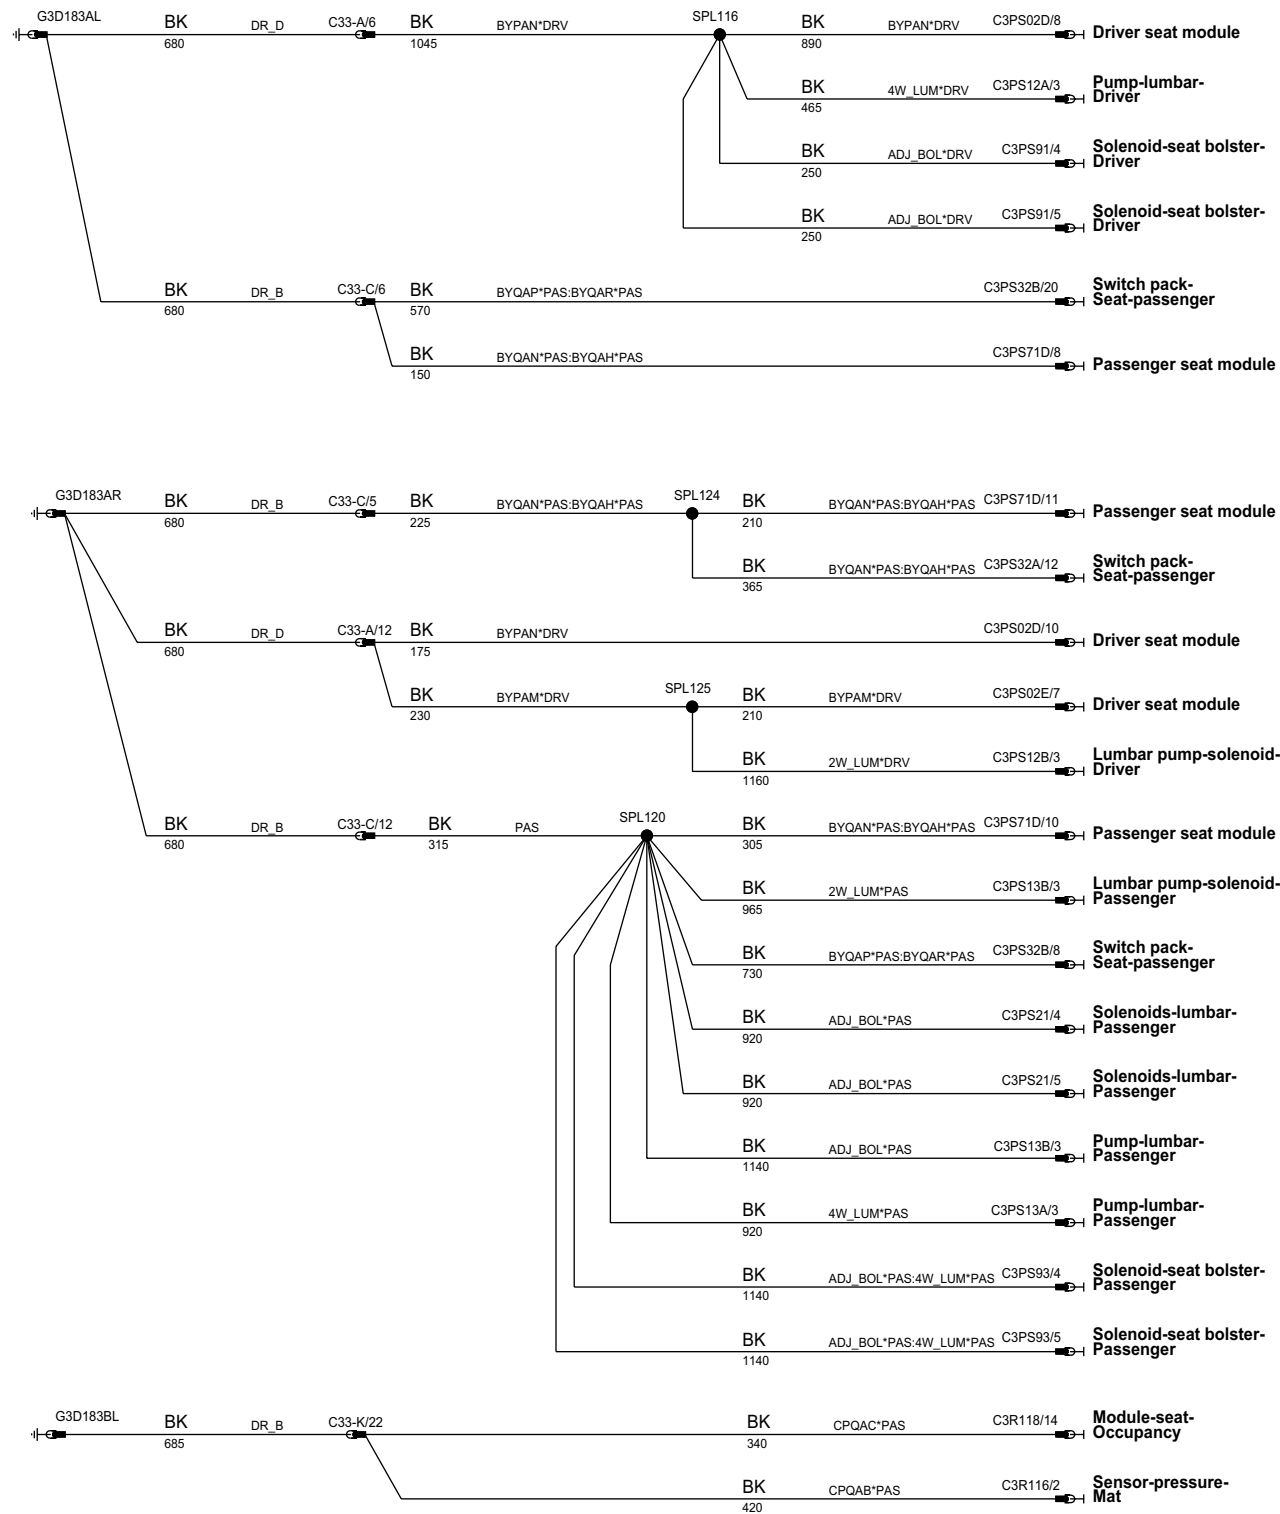 G3D183AL BK DR_D C33-A/6 BK BYPAN*DRV SPL116 BK BYPAN*DRV C3PS02D/8 Driver seat module
680 1045 890
BK 4W_LUM*DRV C3PS12A/3 Pump-lumbar-
Driver
465
BK ADJ_BOL*DRV C3PS91/4 Solenoid-seat bolster-
Driver
250
BK ADJ_BOL*DRV C3PS91/5 Solenoid-seat bolster-
Driver
250
BK DR_B C33-C/6 BK BYQAP*PAS:BYQAR*PAS C3PS32B/20 Switch pack-
Seat-passenger
680 570
BK BYQAN*PAS:BYQAH*PAS C3PS71D/8 Passenger seat module
150
G3D183AR BK DR_B C33-C/5 BK BYQAN*PAS:BYQAH*PAS SPL124 BK BYQAN*PAS:BYQAH*PAS C3PS71D/11 Passenger seat module
680 225 210
BK BYQAN*PAS:BYQAH*PAS C3PS32A/12 Switch pack-
Seat-passenger
365
BK DR_D C33-A/12 BK BYPAN*DRV C3PS02D/10 Driver seat module
680 175
BK BYPAM*DRV SPL125 BK BYPAM*DRV C3PS02E/7 Driver seat module
230 210
BK 2W_LUM*DRV C3PS12B/3 Lumbar pump-solenoid-
Driver
1160
BK DR_B C33-C/12 BK PAS SPL120 BK BYQAN*PAS:BYQAH*PAS C3PS71D/10 Passenger seat module
680 315 305
BK 2W_LUM*PAS C3PS13B/3 Lumbar pump-solenoid-
Passenger
965
BK BYQAP*PAS:BYQAR*PAS C3PS32B/8 Switch pack-
Seat-passenger
730
BK ADJ_BOL*PAS C3PS21/4 Solenoids-lumbar-
Passenger
920
BK ADJ_BOL*PAS C3PS21/5 Solenoids-lumbar-
Passenger
920
BK ADJ_BOL*PAS C3PS13B/3 Pump-lumbar-
Passenger
1140
BK 4W_LUM*PAS C3PS13A/3 Pump-lumbar-
Passenger
920
BK ADJ_BOL*PAS:4W_LUM*PAS C3PS93/4 Solenoid-seat bolster-
Passenger
1140
BK ADJ_BOL*PAS:4W_LUM*PAS C3PS93/5 Solenoid-seat bolster-
Passenger
1140
G3D183BL BK DR_B C33-K/22 BK CPQAC*PAS C3R118/14 Module-seat-
Occupancy
685 340
BK CPQAB*PAS C3R116/2 Sensor-pressure-
Mat
420